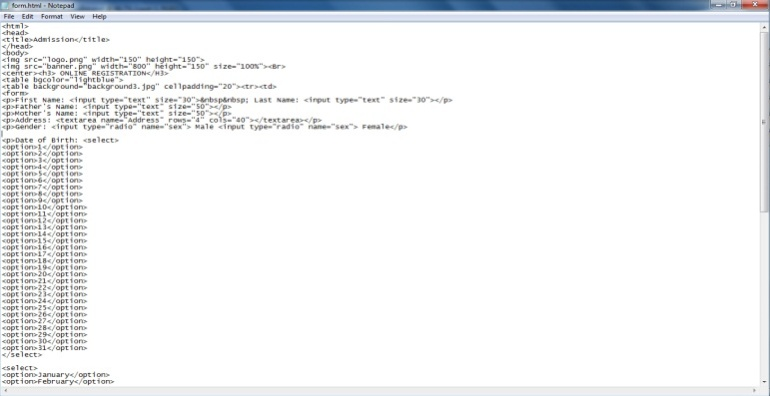 form.html - Notepad
File Edit Format View Help
<html>
<head>
<title>Admission</title>
</head>
<body>
<img src="logo.png" width="150" height="150">
<img src="banner.png" width="800" height="150" size="100%"><Br>
<center><h3> ONLINE REGISTRATION</H3>
<table bgcolor="lightblue">
<table background="background3.jpg" cellpadding="20"><tr><td>
<form>
<p>First Name: <input type="text" size="30">&nbsp&nbsp; Last Name: <input type="text" size="30"></p>
<p>Father's Name: <input type="text" size="50"></p>
<p>Mother's Name: <input type="text" size="50"></p>
<p>Address: <textarea name="Address" rows="4" cols="40"></textarea></p>
<p>Gender: <input type="radio" name="sex"> Male <input type="radio" name="sex"> Female</p>
<p>Date of Birth: <select>
<option>1</option>
<option>2</option>
<option>3</option>
<option>4</option>
<option>5</option>
<option>6</option>
<option>7</option>
<option>8</option>
<option>9</option>
<option>10</option>
<option>11</option>
<option>12</option>
<option>13</option>
<option>14</option>
<option>15</option>
<option>16</option>
<option>17</option>
<option>18</option>
<option>19</option>
<option>20</option>
<option>21</option>
<option>22</option>
<option>23</option>
<option>24</option>
<option>25</option>
<option>26</option>
<option>27</option>
<option>28</option>
<option>29</option>
<option>30</option>
<option>31</option>
</select>
<select>
<option>January</option>
<option>February</option>